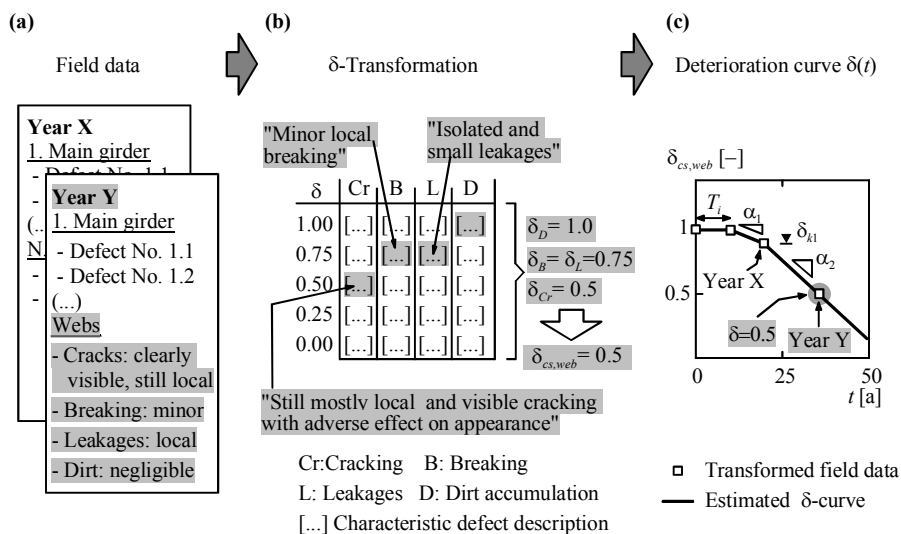 (a)
Field data
Year X
1. Main girder
- Defect No. 1.1
-
(...
N.
-
-
Year Y
1. Main girder
- Defect No. 1.1
- Defect No. 1.2
(...)
Webs
- Cracks: clearly
visible, still local
- Breaking: minor
- Leakages: local
- Dirt: negligible
(b)
δ-Transformation
"Minor local
breaking"
"Isolated and
small leakages"
δ Cr B L D
1.00 [...] [...] [...] [...]
0.75 [...] [...] [...] [...]
0.50 [...] [...] [...] [...]
0.25 [...] [...] [...] [...]
0.00 [...] [...] [...] [...]
δD = 1.0
δB = δL=0.75
δCr = 0.5
δcs,web = 0.5
"Still mostly local and visible cracking
with adverse effect on appearance"
Cr:Cracking B: Breaking
L: Leakages D: Dirt accumulation
[...] Characteristic defect description
(c)
Deterioration curve δ(t)
δcs,web [–]
Ti
α1
1
δk1
α2
Year X
0.5
δ=0.5
Year Y
0 25 50
t [a]
Transformed field data
Estimated δ-curve